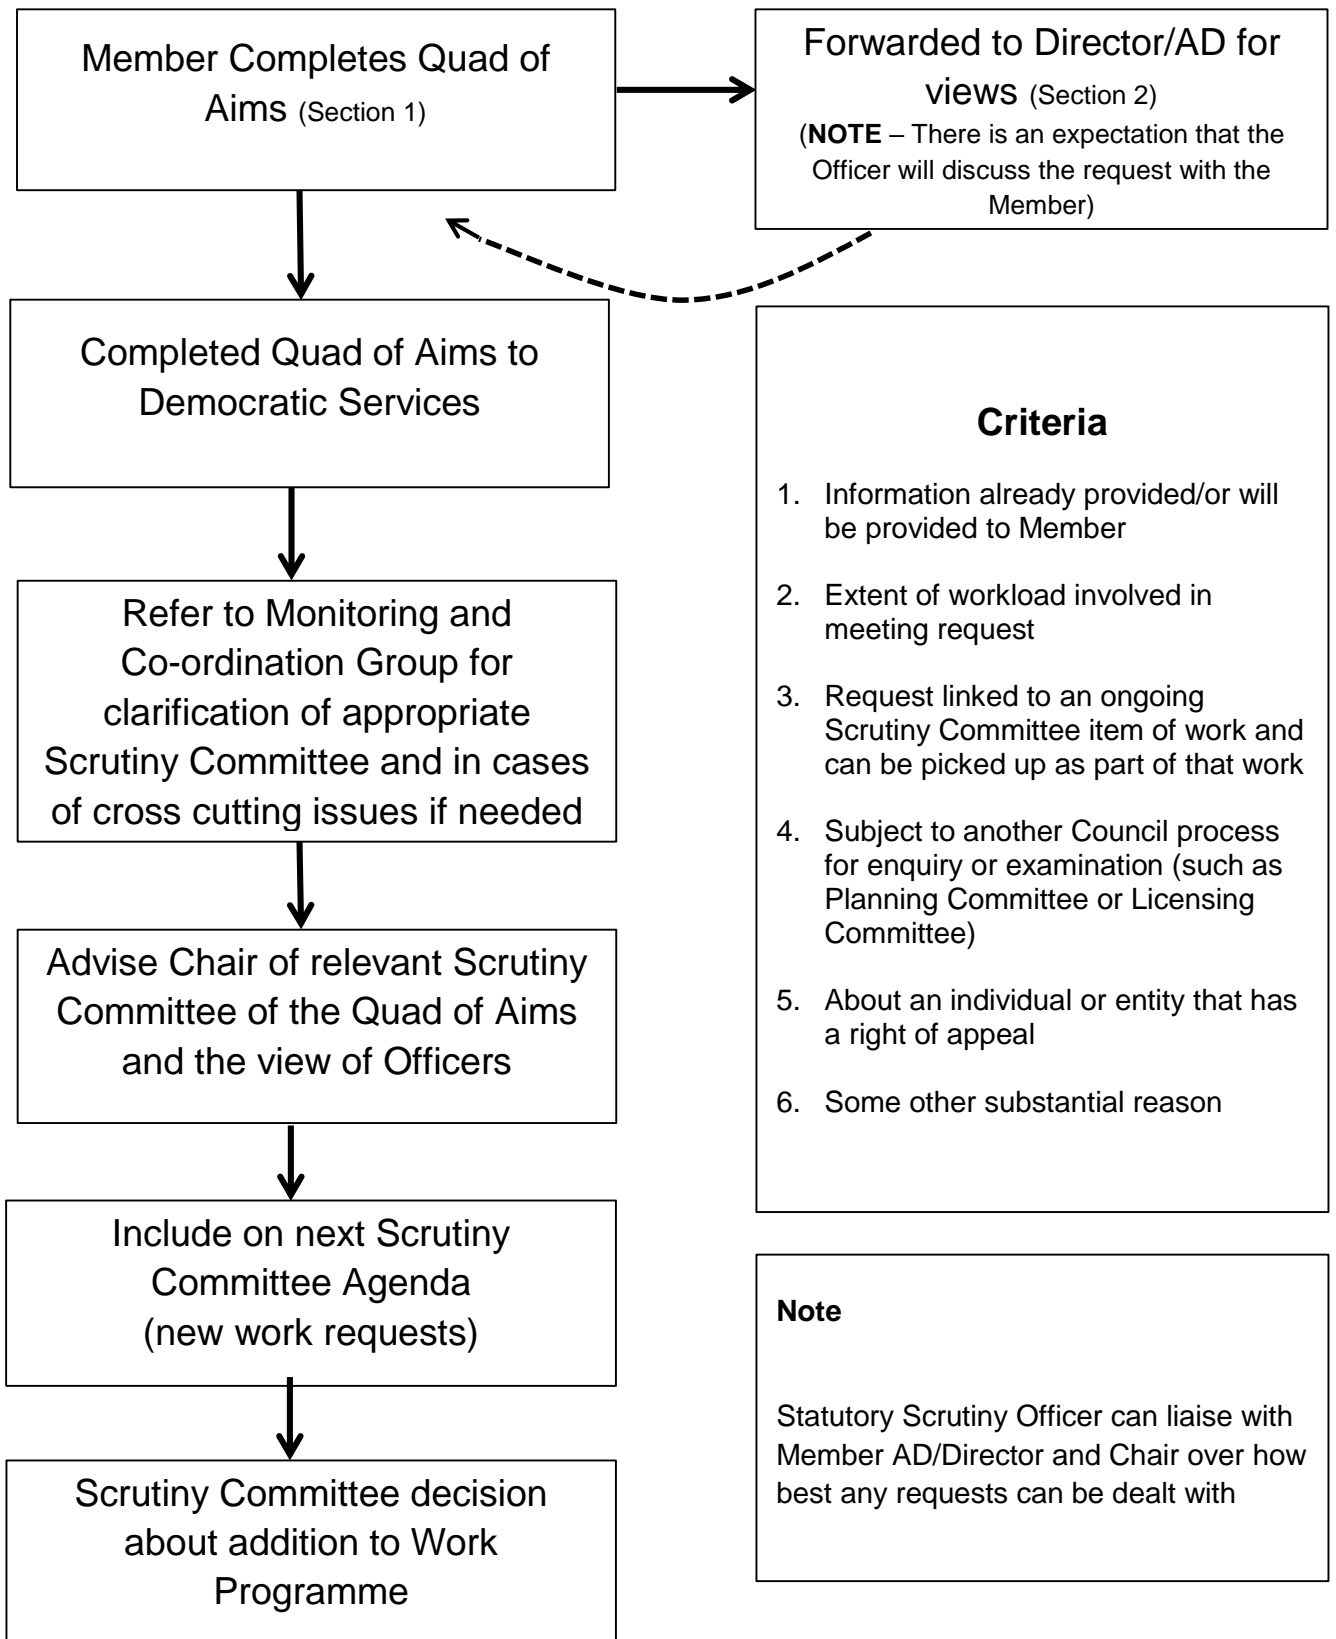 Member Completes Quad of
Aims (Section 1)
Forwarded to Director/AD for
views (Section 2)
(NOTE – There is an expectation that the
Officer will discuss the request with the
Member)
Completed Quad of Aims to
Democratic Services
Refer to Monitoring and
Co-ordination Group for
clarification of appropriate
Scrutiny Committee and in cases
of cross cutting issues if needed
Advise Chair of relevant Scrutiny
Committee of the Quad of Aims
and the view of Officers
Include on next Scrutiny
Committee Agenda
(new work requests)
Scrutiny Committee decision
about addition to Work
Programme
Criteria
1. Information already provided/or will
be provided to Member
2. Extent of workload involved in
meeting request
3. Request linked to an ongoing
Scrutiny Committee item of work and
can be picked up as part of that work
4. Subject to another Council process
for enquiry or examination (such as
Planning Committee or Licensing
Committee)
5. About an individual or entity that has
a right of appeal
6. Some other substantial reason
Note
Statutory Scrutiny Officer can liaise with
Member AD/Director and Chair over how
best any requests can be dealt with